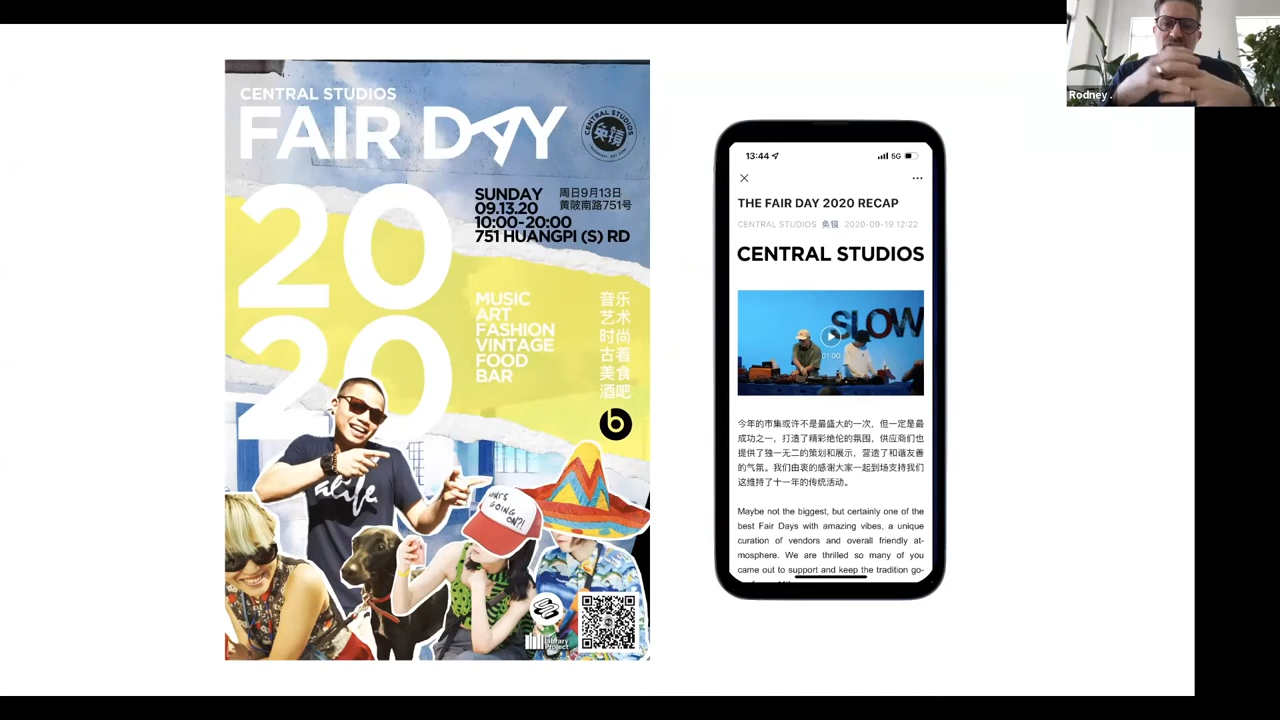 CENTRAL STUDIOS
FAIR DAY
CENTRAL STUDIOS
央镜
2020
SUNDAY
09.13.20
10:00-20:00
751 HUANGPI (S) RD
周日9月13日
黄陂南路751号
MUSIC
ART
FASHION
VINTAGE
FOOD
BAR
音乐
艺术
时尚
古着
美食
酒吧
b
alife
WHAT'S
GOING
ON?!
Library
Project
13:44
5G
THE FAIR DAY 2020 RECAP
CENTRAL STUDIOS 央镜 2020-09-19 12:22
CENTRAL STUDIOS
SLOW
01:00
今年的市集或许不是最盛大的一次，但一定是最
成功之一，打造了精彩绝伦的氛围，供应商们也
提供了独一无二的策划和展示，营造了和谐友善
的气氛。我们由衷的感谢大家一起到场支持我们
这维持了十一年的传统活动。
Maybe not the biggest, but certainly one of the
best Fair Days with amazing vibes, a unique
curation of vendors and overall friendly at-
mosphere. We are thrilled so many of you
came out to support and keep the tradition go-
Rodney .